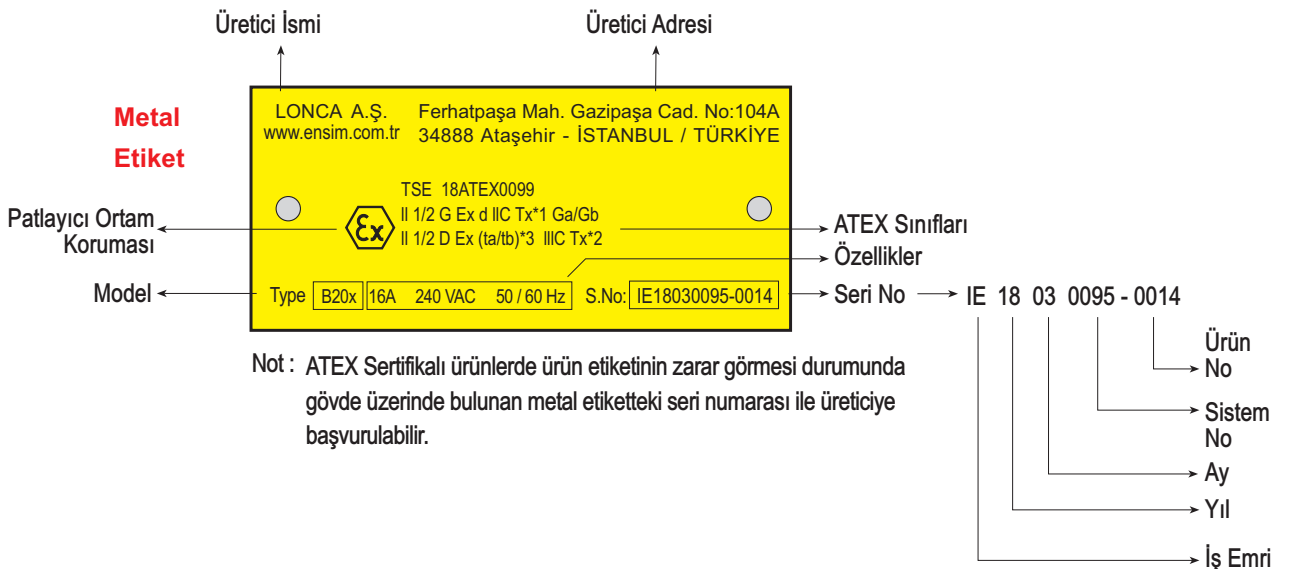 Üretici İsmi
Üretici Adresi
Metal
Etiket
LONCA A.Ş.
www.ensim.com.tr
Ferhatpaşa Mah. Gazipaşa Cad. No:104A
34888 Ataşehir - İSTANBUL / TÜRKİYE
Patlayıcı Ortam
Koruması
Ex
TSE 18ATEX0099
II 1/2 G Ex d IIC Tx*1 Ga/Gb
II 1/2 D Ex (ta/tb)*3 IIIC Tx*2
ATEX Sınıfları
Özellikler
Model
Type B20x 16A 240 VAC 50 / 60 Hz S.No: IE18030095-0014
Seri No
IE 18 03 0095 - 0014
Ürün
No
Sistem
No
Ay
Yıl
İş Emri
Not : ATEX Sertifikalı ürünlerde ürün etiketinin zarar görmesi durumunda
gövde üzerinde bulunan metal etiketteki seri numarası ile üreticiye
başvurulabilir.